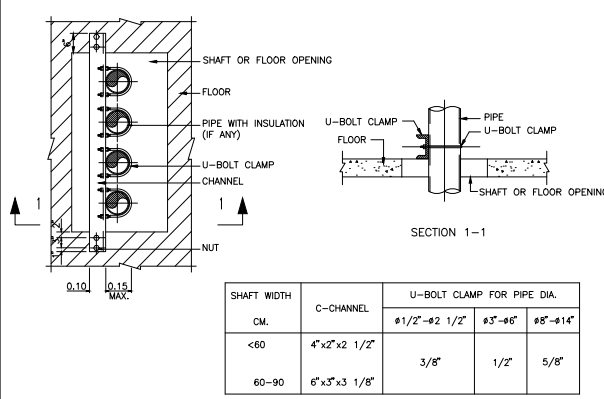 6"
SHAFT OR FLOOR OPENING
FLOOR
PIPE WITH INSULATION
(IF ANY)
U-BOLT CLAMP
CHANNEL
1
1
NUT
0.10
0.15
MAX.
U-BOLT CLAMP
PIPE
U-BOLT CLAMP
FLOOR
SHAFT OR FLOOR OPENING
SECTION 1-1
SHAFT WIDTH
CM.
C-CHANNEL
U-BOLT CLAMP FOR PIPE DIA.
ø1/2"-ø2 1/2"
ø3"-ø6"
ø8"-ø14"
<60
4"x2"x2 1/2"
3/8"
1/2"
5/8"
60-90
6"x3"x3 1/8"